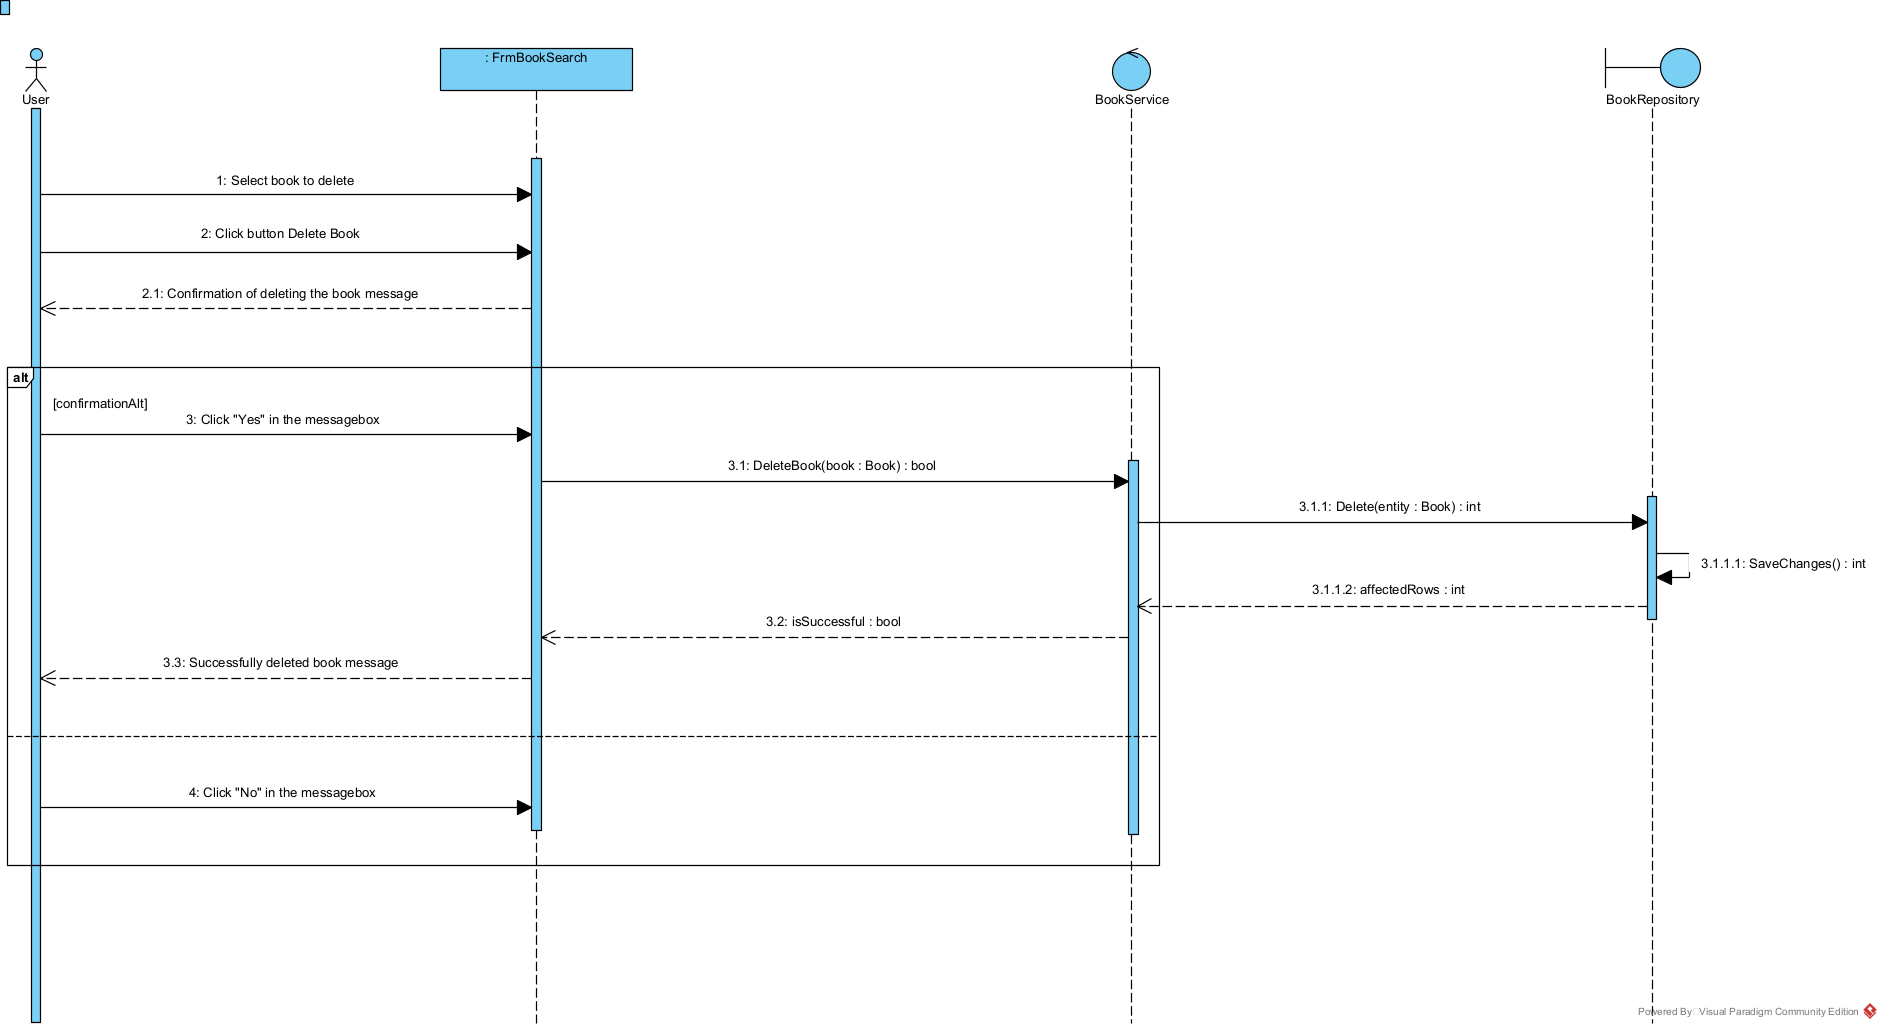 : FrmBookSearch
User
BookService
BookRepository
1: Select book to delete
2: Click button Delete Book
2.1: Confirmation of deleting the book message
alt
[confirmationAlt]
3: Click "Yes" in the messagebox
3.1: DeleteBook(book : Book) : bool
3.1.1: Delete(entity : Book) : int
3.1.1.1: SaveChanges() : int
3.1.1.2: affectedRows : int
3.2: isSuccessful : bool
3.3: Successfully deleted book message
4: Click "No" in the messagebox
Powered By Visual Paradigm Community Edition